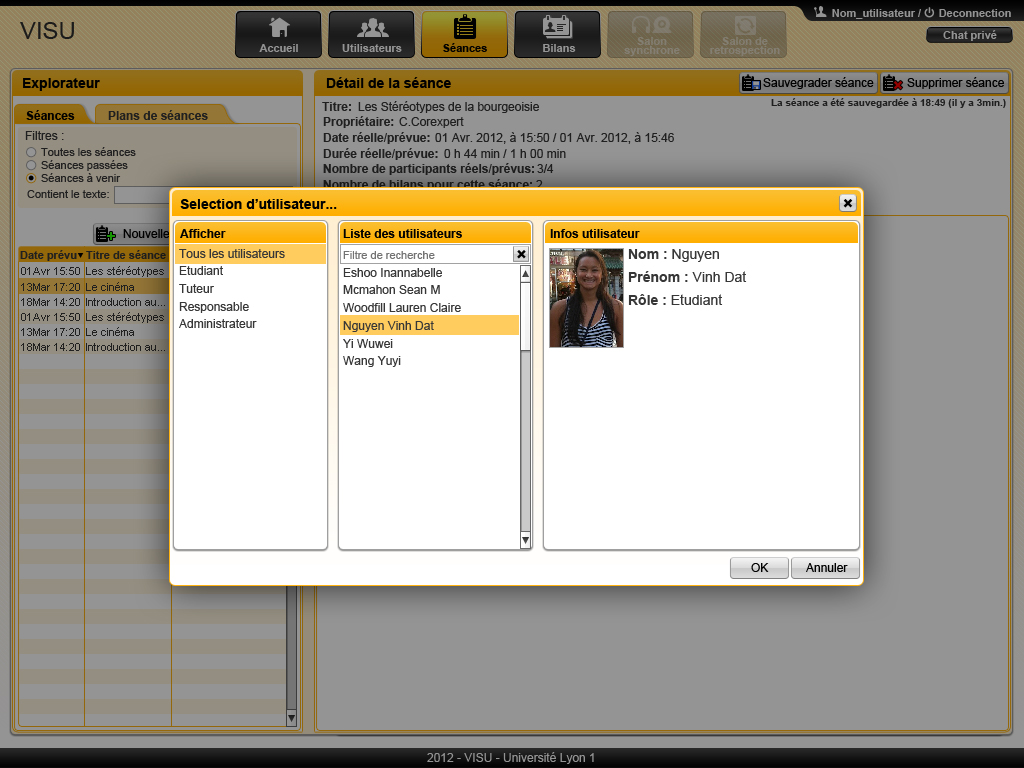 VISU
Accueil
Utilisateurs
Séances
Bilans
Salon synchrone
Salon de retrospection
Nom_utilisateur / Deconnection
Chat privé
Explorateur
Séances
Plans de séances
Filtres :
Toutes les séances
Séances passées
Séances à venir
Contient le texte:
Nouvelle
Date prévu Titre de séance
01Avr 15:50 Les stéréotypes
13Mar 17:20 Le cinéma
18Mar 14:20 Introduction au...
01Avr 15:50 Les stéréotypes
13Mar 17:20 Le cinéma
18Mar 14:20 Introduction au...
Détail de la séance
Sauvegrader séance
Supprimer séance
La séance a été sauvegardée à 18:49 (il y a 3min.)
Titre: Les Stéréotypes de la bourgeoisie
Propriétaire: C.Corexpert
Date réelle/prévue: 01 Avr. 2012, à 15:50 / 01 Avr. 2012, à 15:46
Durée réelle/prévue: 0 h 44 min / 1 h 00 min
Nombre de participants réels/prévus: 3/4
Nombre de bilans pour cette séance: 2
Selection d'utilisateur...
Afficher
Tous les utilisateurs
Etudiant
Tuteur
Responsable
Administrateur
Liste des utilisateurs
Filtre de recherche
Eshoo Inannabelle
Mcmahon Sean M
Woodfill Lauren Claire
Nguyen Vinh Dat
Yi Wuwei
Wang Yuyi
Infos utilisateur
Nom : Nguyen
Prénom : Vinh Dat
Rôle : Etudiant
OK
Annuler
2012 - VISU - Université Lyon 1